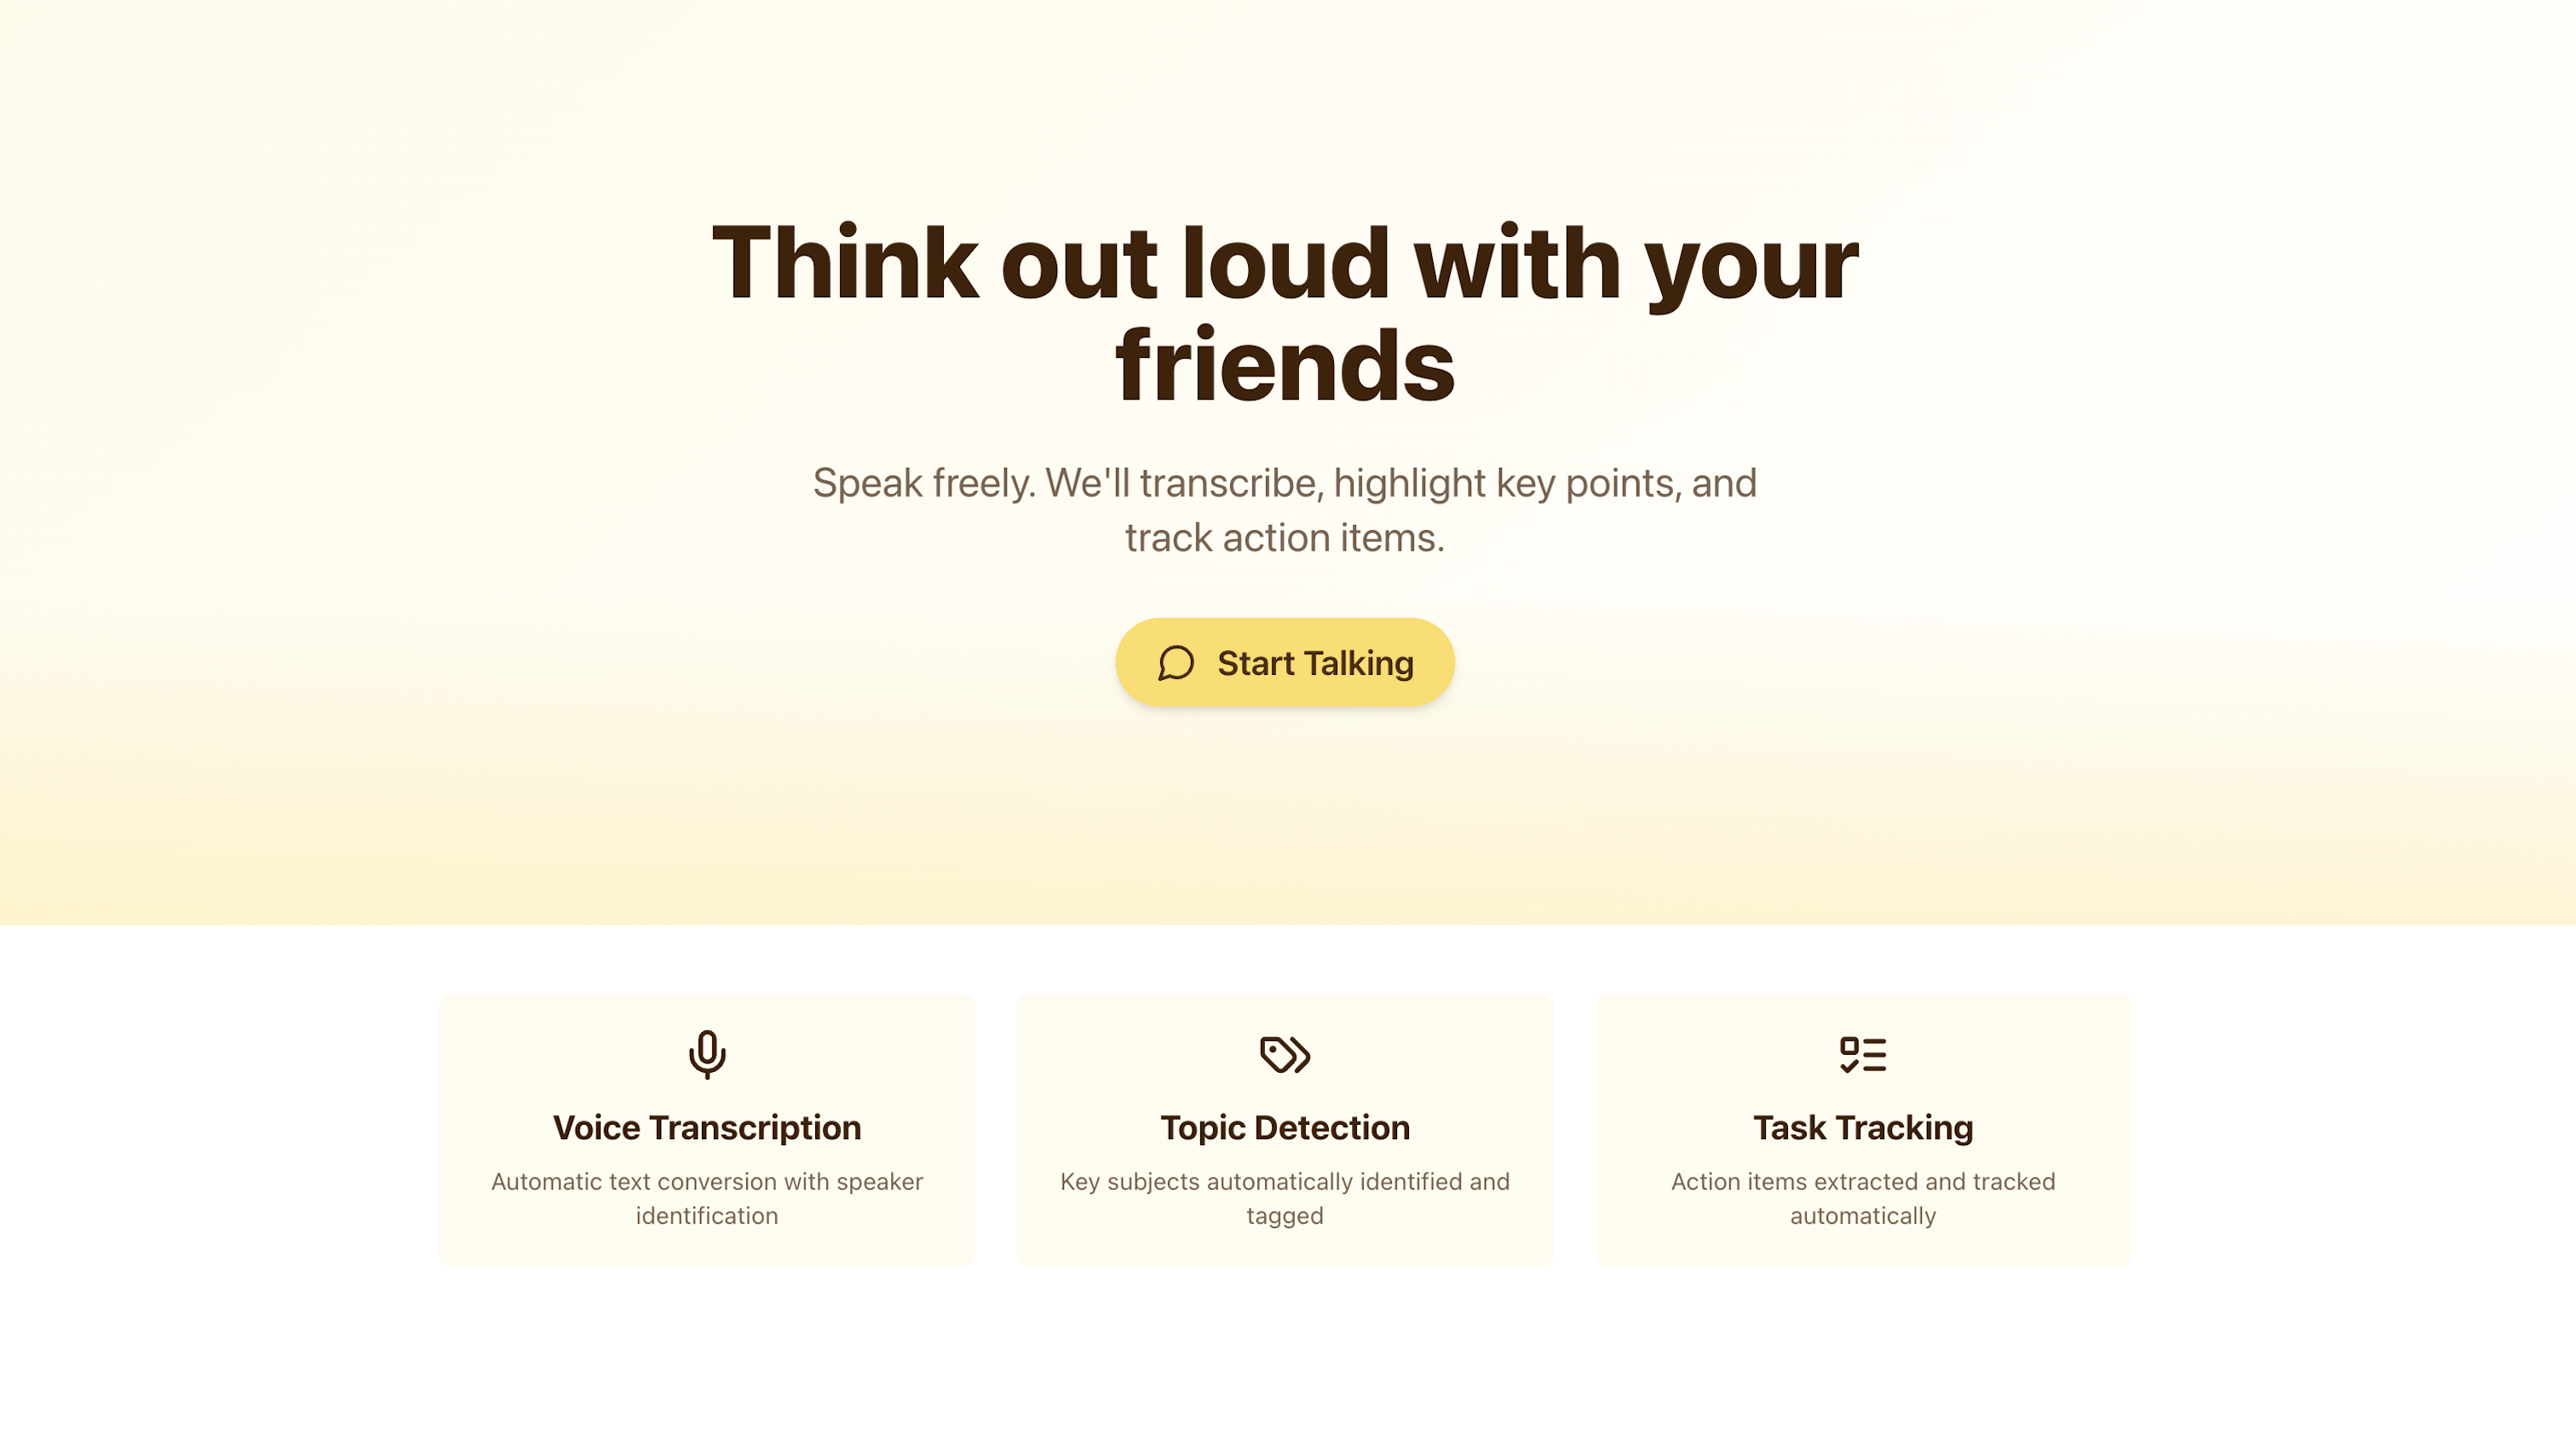 Think out loud with your
friends
Speak freely. We'll transcribe, highlight key points, and
track action items.
Start Talking
Voice Transcription
Automatic text conversion with speaker
identification
Topic Detection
Key subjects automatically identified and
tagged
Task Tracking
Action items extracted and tracked
automatically